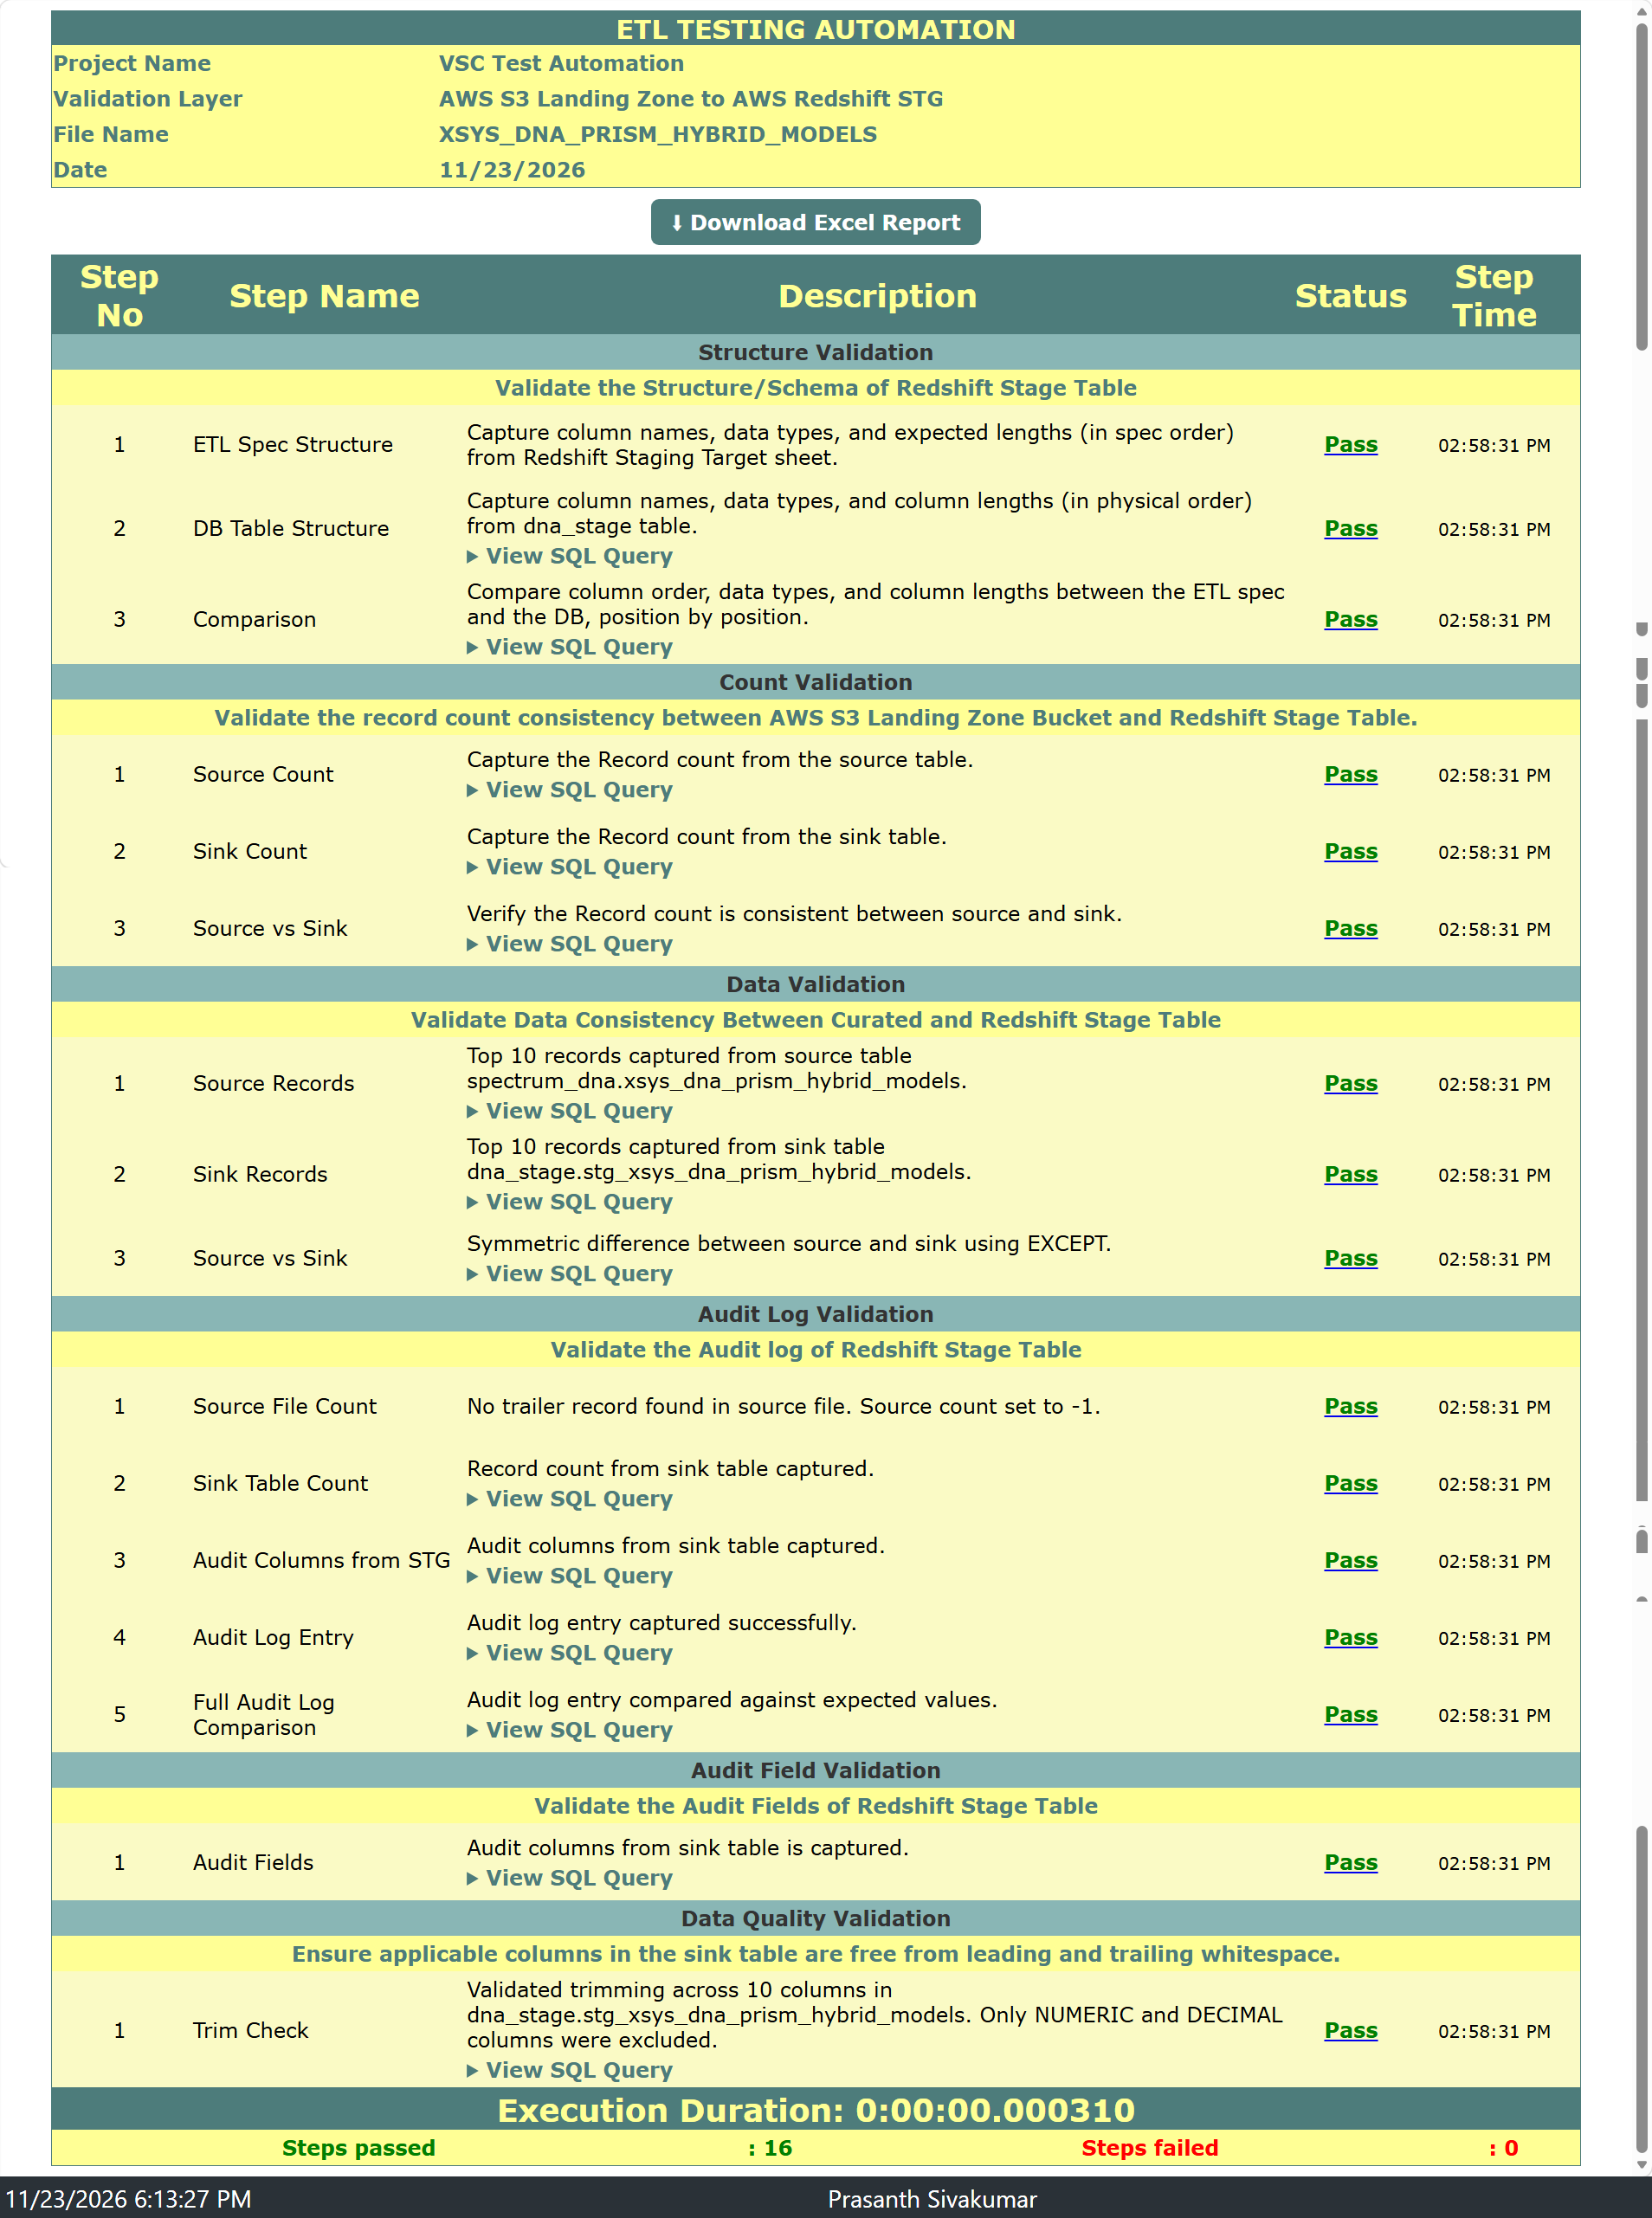 ETL TESTING AUTOMATION
Project Name VSC Test Automation
Validation Layer AWS S3 Landing Zone to AWS Redshift STG
File Name XSYS_DNA_PRISM_HYBRID_MODELS
Date 11/23/2026
⬇ Download Excel Report
Step No Step Name Description Status Step Time
Structure Validation
Validate the Structure/Schema of Redshift Stage Table
1 ETL Spec Structure Capture column names, data types, and expected lengths (in spec order)
from Redshift Staging Target sheet. Pass 02:58:31 PM
2 DB Table Structure Capture column names, data types, and column lengths (in physical order)
from dna_stage table. Pass 02:58:31 PM
▶ View SQL Query
3 Comparison Compare column order, data types, and column lengths between the ETL spec
and the DB, position by position. Pass 02:58:31 PM
▶ View SQL Query
Count Validation
Validate the record count consistency between AWS S3 Landing Zone Bucket and Redshift Stage Table.
1 Source Count Capture the Record count from the source table. Pass 02:58:31 PM
▶ View SQL Query
2 Sink Count Capture the Record count from the sink table. Pass 02:58:31 PM
▶ View SQL Query
3 Source vs Sink Verify the Record count is consistent between source and sink. Pass 02:58:31 PM
▶ View SQL Query
Data Validation
Validate Data Consistency Between Curated and Redshift Stage Table
1 Source Records Top 10 records captured from source table
spectrum_dna.xsys_dna_prism_hybrid_models. Pass 02:58:31 PM
▶ View SQL Query
2 Sink Records Top 10 records captured from sink table
dna_stage.stg_xsys_dna_prism_hybrid_models. Pass 02:58:31 PM
▶ View SQL Query
3 Source vs Sink Symmetric difference between source and sink using EXCEPT. Pass 02:58:31 PM
▶ View SQL Query
Audit Log Validation
Validate the Audit log of Redshift Stage Table
1 Source File Count No trailer record found in source file. Source count set to -1. Pass 02:58:31 PM
2 Sink Table Count Record count from sink table captured. Pass 02:58:31 PM
▶ View SQL Query
3 Audit Columns from STG Audit columns from sink table captured. Pass 02:58:31 PM
▶ View SQL Query
4 Audit Log Entry Audit log entry captured successfully. Pass 02:58:31 PM
▶ View SQL Query
5 Full Audit Log Comparison Audit log entry compared against expected values. Pass 02:58:31 PM
▶ View SQL Query
Audit Field Validation
Validate the Audit Fields of Redshift Stage Table
1 Audit Fields Audit columns from sink table is captured. Pass 02:58:31 PM
▶ View SQL Query
Data Quality Validation
Ensure applicable columns in the sink table are free from leading and trailing whitespace.
1 Trim Check Validated trimming across 10 columns in
dna_stage.stg_xsys_dna_prism_hybrid_models. Only NUMERIC and DECIMAL
columns were excluded. Pass 02:58:31 PM
▶ View SQL Query
Execution Duration: 0:00:00.000310
Steps passed : 16 Steps failed : 0
11/23/2026 6:13:27 PM Prasanth Sivakumar